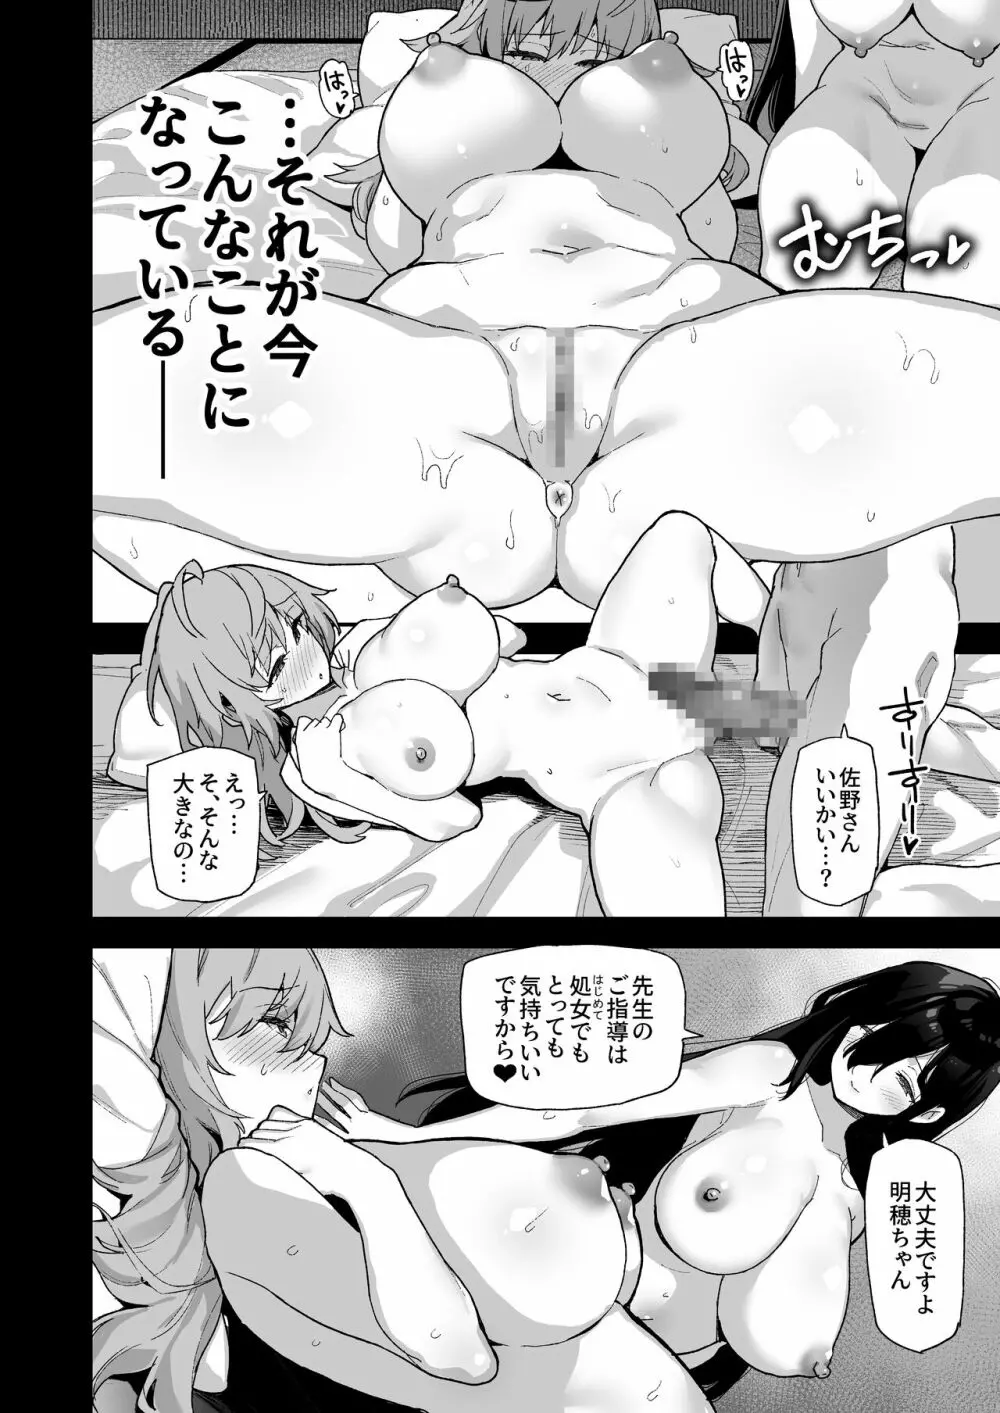 はっ♥
はっ♥
むちっ♥
…それが今
こんなことに
なっている――
佐野さん
いいかい…?
すりすり♥
えっ…
そ、そんな
大きなの…
先生の
ご指導は
処女でも
はじめて
とっても
気持ちいい
ですから♥
大丈夫ですよ
明穂ちゃん